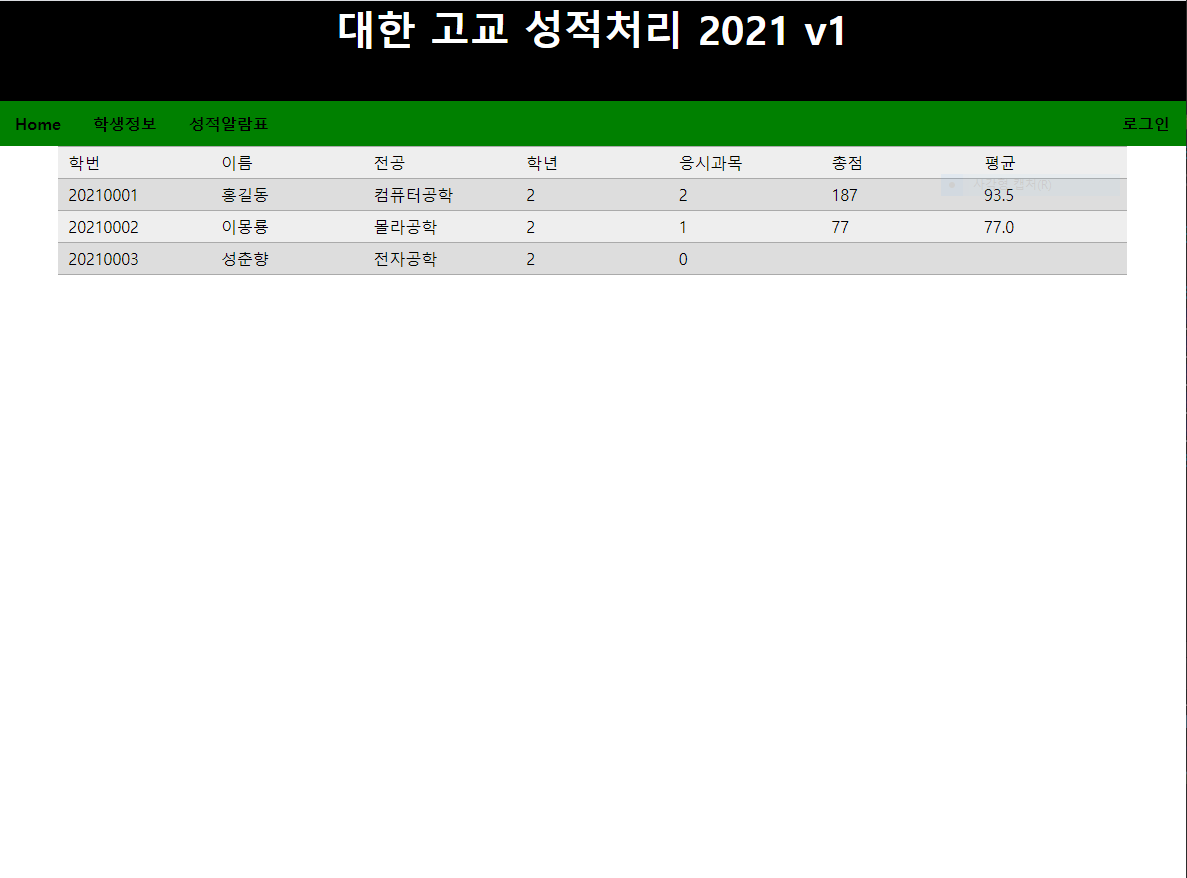 대한 고교 성적처리 2021 v1
Home 학생정보 성적알람표 로그인
학번 이름 전공 학년 응시과목 총점 평균
20210001 홍길동 컴퓨터공학 2 2 187 93.5
20210002 이몽룡 몰라공학 2 1 77 77.0
20210003 성춘향 전자공학 2 0